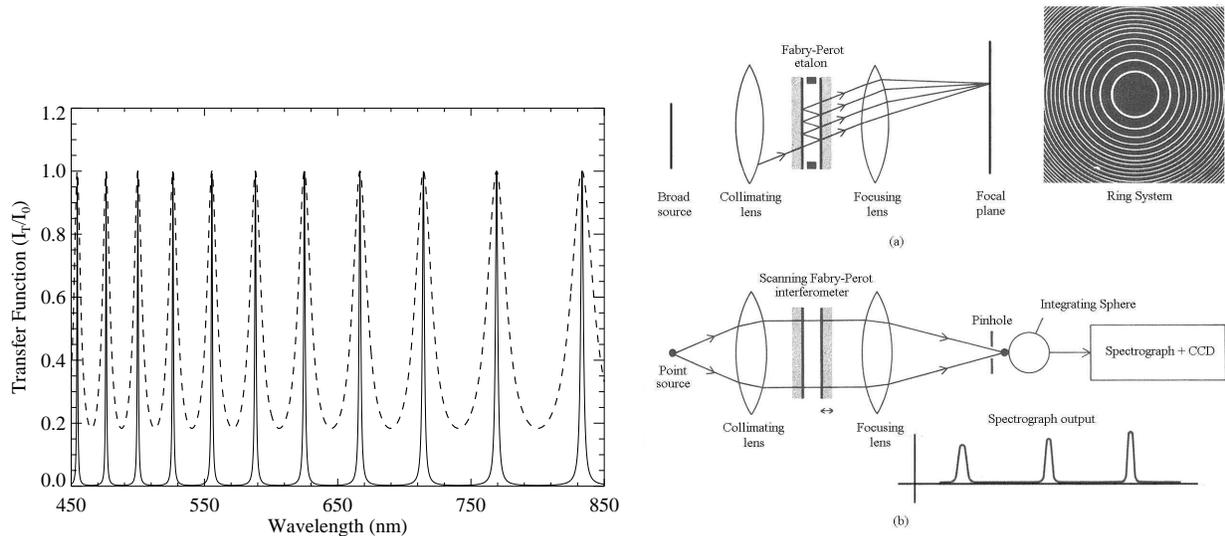 Transfer Function (I_T/I_0)
1.2
1.0
0.8
0.6
0.4
0.2
0.0
450
550
650
750
850
Wavelength (nm)
Fabry-Perot
etalon
Broad
source
Collimating
lens
Focusing
lens
Focal
plane
Ring System
(a)
Scanning Fabry-Perot
interferometer
Integrating Sphere
Pinhole
Point
source
Spectrograph + CCD
Collimating
lens
Focusing
lens
Spectrograph output
(b)